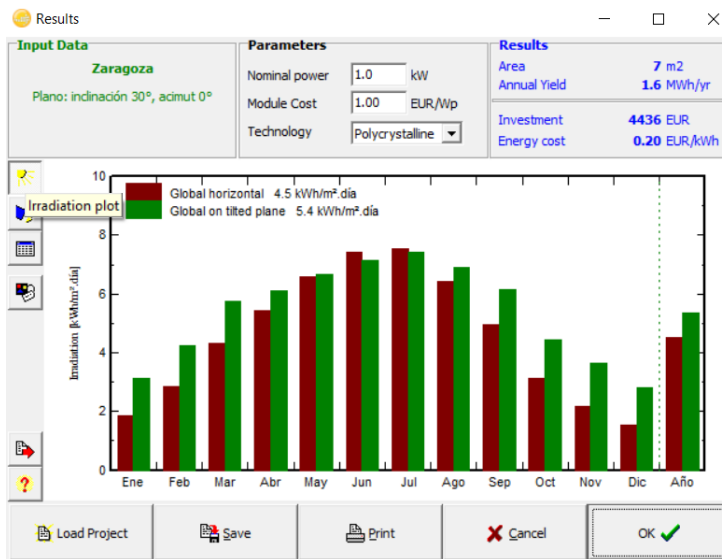 Results
Input Data
Zaragoza
Plano: inclinación 30°, acimut 0°
Parameters
Nominal power 1.0 kW
Module Cost 1.00 EUR/Wp
Technology Polycrystalline
Results
Area 7 m2
Annual Yield 1.6 MWh/yr
Investment 4436 EUR
Energy cost 0.20 EUR/kWh
Irradiation plot
Global horizontal 4.5 kWh/m².día
Global on tilted plane 5.4 kWh/m².día
Irradiation [kWh/m².día]
10
8
6
4
2
0
Ene Feb Mar Abr May Jun Jul Ago Sep Oct Nov Dic Año
?
Load Project Save Print Cancel OK